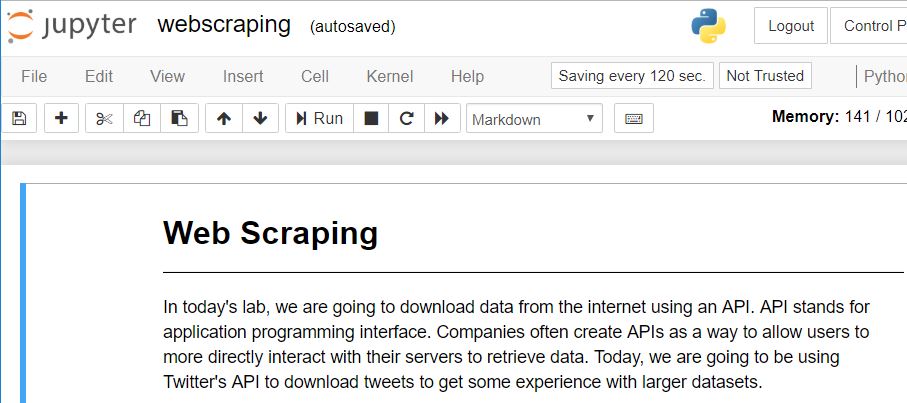 jupyter webscraping (autosaved) Logout Control P
File Edit View Insert Cell Kernel Help Saving every 120 sec. Not Trusted Pytho
Run Markdown Memory: 141 / 102
Web Scraping
In today's lab, we are going to download data from the internet using an API. API stands for
application programming interface. Companies often create APIs as a way to allow users to
more directly interact with their servers to retrieve data. Today, we are going to be using
Twitter's API to download tweets to get some experience with larger datasets.